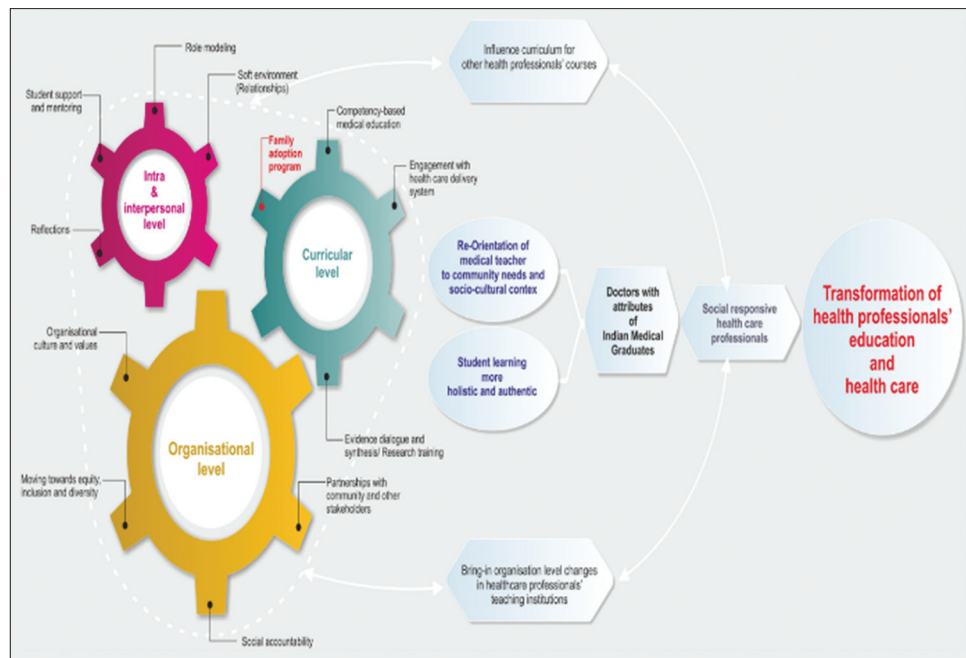 Role modeling
Soft environment
(Relationships)
Student support
and mentoring
Intra
&
interpersonal
level
Reflections
Family
adoption
program
Competency-based
medical education
Engagement with
health care delivery
system
Curricular
level
Evidence dialogue and
synthesis/ Research training
Organisational
culture and values
Organisational
level
Moving towards equity,
inclusion and diversity
Partnerships with
community and other
stakeholders
Social accountability
Influence curriculum for
other health professionals' courses
Re-Orientation of
medical teacher
to community needs and
socio-cultural contex
Student learning
more
holistic and authentic
Doctors with
attributes
of
Indian Medical
Graduates
Social responsive
health care
professionals
Transformation of
health professionals'
education
and
health care
Bring-in organisation level changes
in healthcare professionals'
teaching institutions